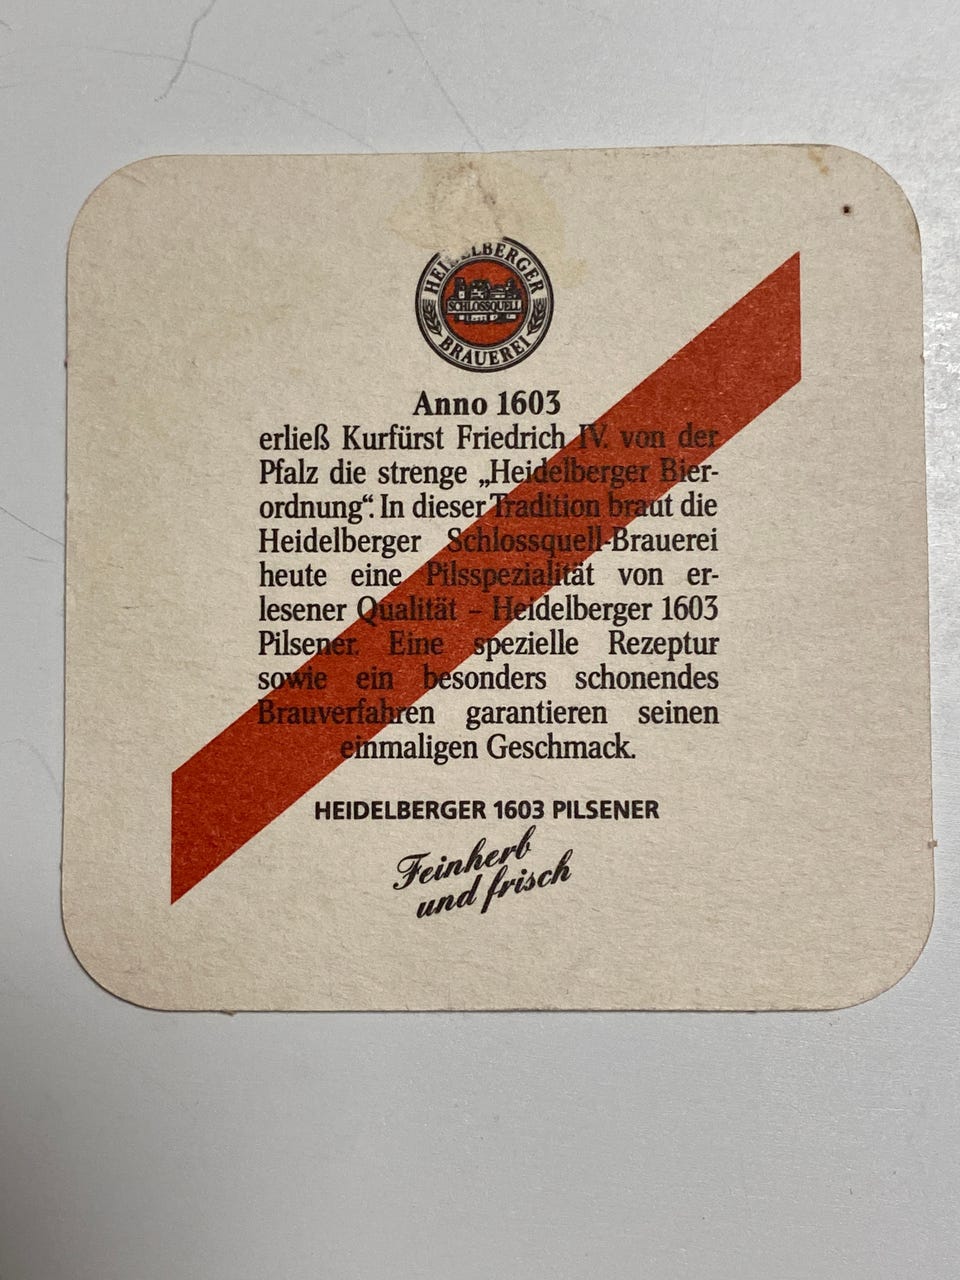 HEIDELBERGER
SCHLOSSQUELL
BRAUEREI
Anno 1603
erließ Kurfürst Friedrich IV. von der
Pfalz die strenge „Heidelberger Bier-
ordnung“. In dieser Tradition braut die
Heidelberger Schlossquell-Brauerei
heute eine Pilsspezialität von er-
lesener Qualität – Heidelberger 1603
Pilsener. Eine spezielle Rezeptur
sowie ein besonders schonendes
Brauverfahren garantieren seinen
einmaligen Geschmack.
HEIDELBERGER 1603 PILSENER
Feinherb
und frisch